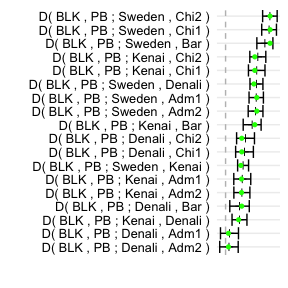 D( BLK , PB ; Sweden, Chi2 )
D( BLK , PB ; Sweden, Chi1 )
D( BLK , PB ; Sweden, Bar )
D( BLK , PB ; Kenai, Chi2 )
D( BLK , PB ; Kenai, Chi1 )
D( BLK , PB ; Sweden, Denali )
D( BLK , PB ; Sweden, Adm1 )
D( BLK , PB ; Sweden, Adm2 )
D( BLK , PB ; Kenai, Bar )
D( BLK , PB ; Denali, Chi2 )
D( BLK , PB ; Denali, Chi1 )
D( BLK , PB ; Sweden, Kenai )
D( BLK , PB ; Kenai , Adm1 )
D( BLK , PB ; Kenai, Adm2 )
D( BLK , PB ; Denali, Bar )
D( BLK , PB ; Kenai, Denali )
D( BLK , PB ; Denali, Adm1 )
D( BLK , PB ; Denali, Adm2 )